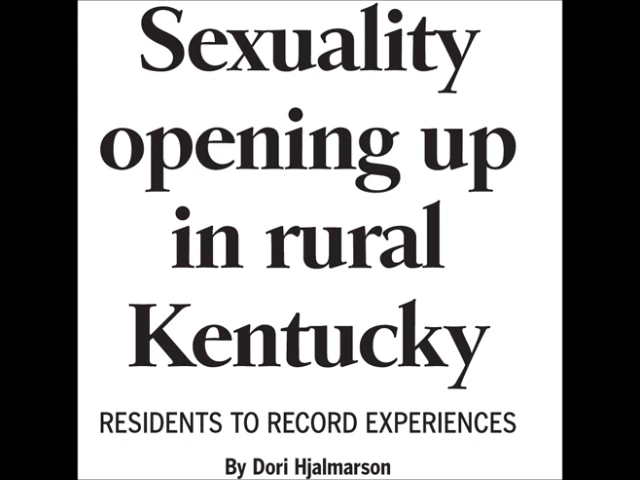 Sexuality
opening up
in rural
Kentucky
RESIDENTS TO RECORD EXPERIENCES
By Dori Hjalmarson